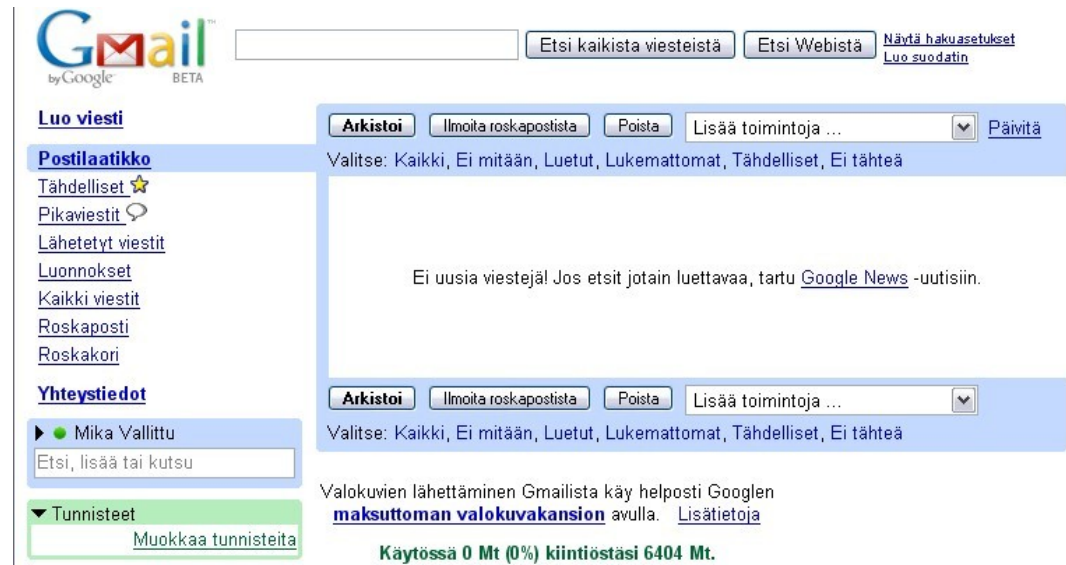 Gmail™
by Google BETA
Etsi kaikista viesteistä Etsi Webistä Näytä hakuasetukset
Luo suodatin
Luo viesti
Postilaatikko
Tähdelliset
Pikaviestit
Lähetetyt viestit
Luonnokset
Kaikki viestit
Roskaposti
Roskakori
Yhteystiedot
Mika Vallittu
Etsi, lisää tai kutsu
Tunnisteet
Muokkaa tunnisteita
Arkistoi Ilmoita roskapostista Poista Lisää toimintoja ... Päivitä
Valitse: Kaikki, Ei mitään, Luetut, Lukemattomat, Tähdelliset, Ei tähteä
Ei uusia viestejä! Jos etsit jotain luettavaa, tartu Google News -uutisiin.
Arkistoi Ilmoita roskapostista Poista Lisää toimintoja ...
Valitse: Kaikki, Ei mitään, Luetut, Lukemattomat, Tähdelliset, Ei tähteä
Valokuvien lähettäminen Gmailista käy helposti Googlen
maksuttoman valokuvakansion avulla. Lisätietoja
Käytössä 0 Mt (0%) kiintiöstäsi 6404 Mt.